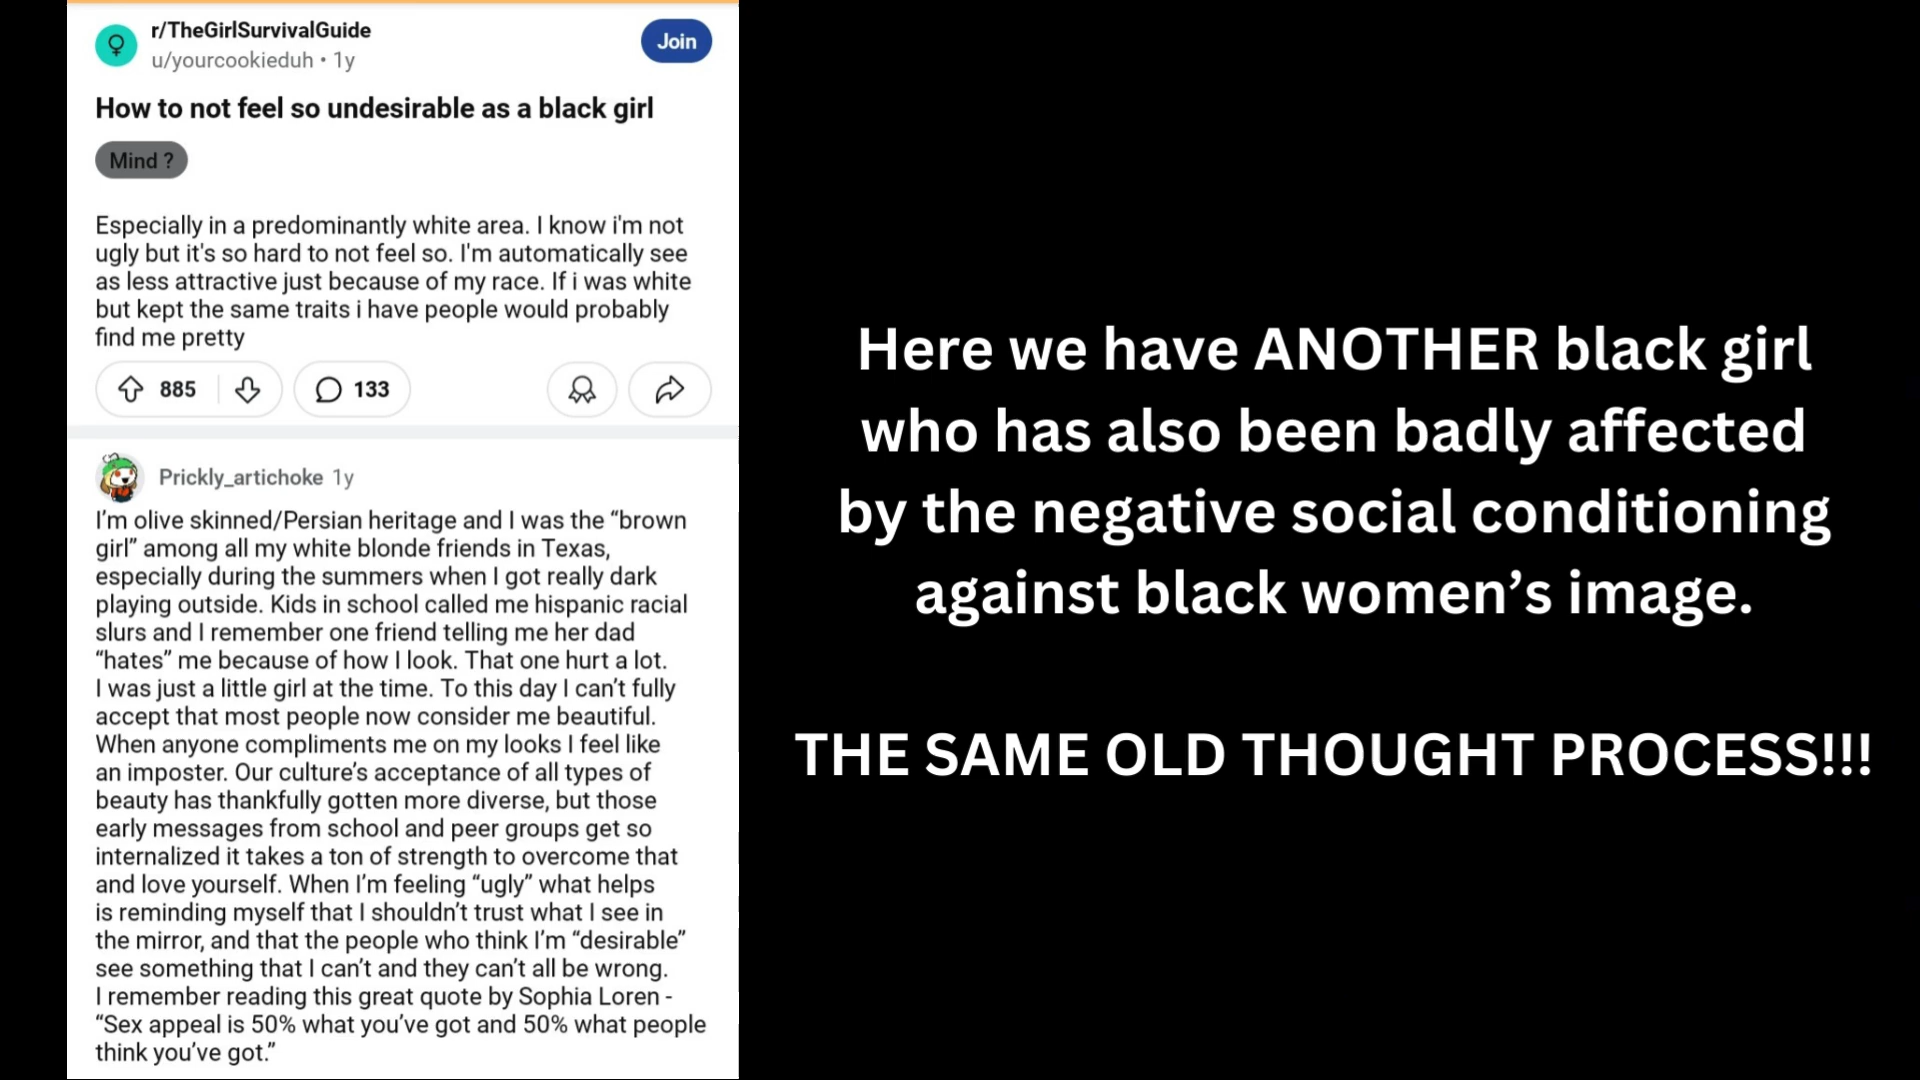 r/TheGirlSurvivalGuide
u/yourcookieduh • 1y
Join
How to not feel so undesirable as a black girl
Mind ?
Especially in a predominantly white area. I know i'm not
ugly but it's so hard to not feel so. I'm automatically see
as less attractive just because of my race. If i was white
but kept the same traits i have people would probably
find me pretty
885
133
Prickly_artichoke 1y
I’m olive skinned/Persian heritage and I was the “brown
girl” among all my white blonde friends in Texas,
especially during the summers when I got really dark
playing outside. Kids in school called me hispanic racial
slurs and I remember one friend telling me her dad
“hates” me because of how I look. That one hurt a lot.
I was just a little girl at the time. To this day I can’t fully
accept that most people now consider me beautiful.
When anyone compliments me on my looks I feel like
an imposter. Our culture’s acceptance of all types of
beauty has thankfully gotten more diverse, but those
early messages from school and peer groups get so
internalized it takes a ton of strength to overcome that
and love yourself. When I’m feeling “ugly” what helps
is reminding myself that I shouldn’t trust what I see in
the mirror, and that the people who think I’m “desirable”
see something that I can’t and they can’t all be wrong.
I remember reading this great quote by Sophia Loren -
“Sex appeal is 50% what you’ve got and 50% what people
think you’ve got.”
Here we have ANOTHER black girl
who has also been badly affected
by the negative social conditioning
against black women’s image.
THE SAME OLD THOUGHT PROCESS!!!